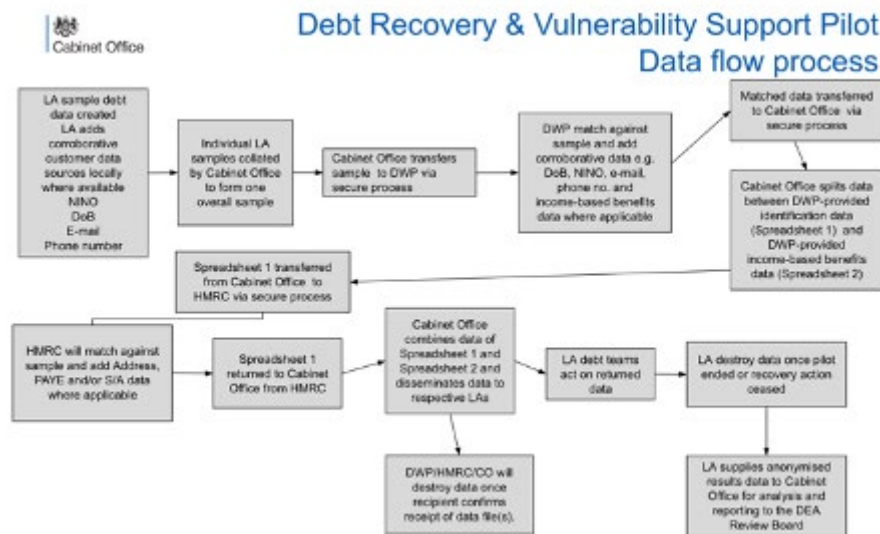 Cabinet Office
Debt Recovery & Vulnerability Support Pilot
Data flow process
LA sample debt
data created
LA adds
corroborative
customer data
sources locally
where available
NINO
DoB
E-mail
Phone number
Individual LA
samples collated
by Cabinet Office
to form one
overall sample
Cabinet Office transfers
sample to DWP via
secure process
DWP match against
sample and add
corroborative data e.g.
DoB, NINO, e-mail,
phone no. and
income-based benefits
data where applicable
Matched data transferred
to Cabinet Office via
secure process
Cabinet Office splits data
between DWP-provided
identification data
(Spreadsheet 1) and
DWP-provided
income-based benefits
data (Spreadsheet 2)
Spreadsheet 1 transferred
from Cabinet Office to
HMRC via secure process
HMRC will match against
sample and add Address,
PAYE and/or S/A data
where applicable
Spreadsheet 1
returned to Cabinet
Office from HMRC
Cabinet Office
combines data of
Spreadsheet 1 and
Spreadsheet 2 and
disseminates data to
respective LAs
LA debt teams
act on returned
data
LA destroy data once pilot
ended or recovery action
ceased
DWP/HMRC/CO will
destroy data once
recipient confirms
receipt of data file(s).
LA supplies anonymised
results data to Cabinet
Office for analysis and
reporting to the DEA
Review Board